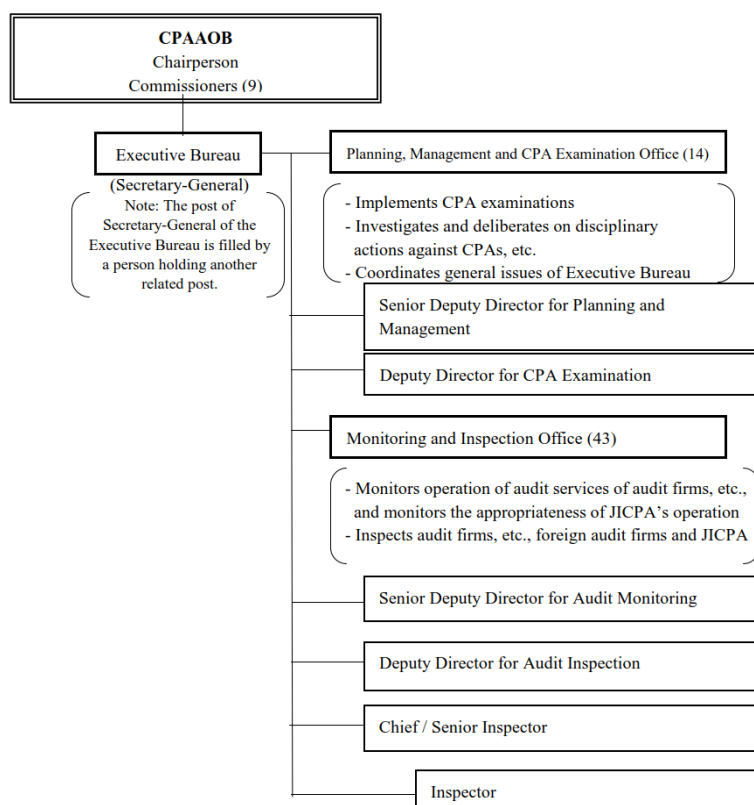 CPAAOB
Chairperson
Commissioners (9)
Executive Bureau
(Secretary-General)
Note: The post of
Secretary-General of the
Executive Bureau is filled by
a person holding another
related post.
Planning, Management and CPA Examination Office (14)
- Implements CPA examinations
- Investigates and deliberates on disciplinary
actions against CPAs, etc.
- Coordinates general issues of Executive Bureau
Senior Deputy Director for Planning and
Management
Deputy Director for CPA Examination
Monitoring and Inspection Office (43)
- Monitors operation of audit services of audit firms, etc.,
and monitors the appropriateness of JICPA's operation
- Inspects audit firms, etc., foreign audit firms and JICPA
Senior Deputy Director for Audit Monitoring
Deputy Director for Audit Inspection
Chief / Senior Inspector
Inspector